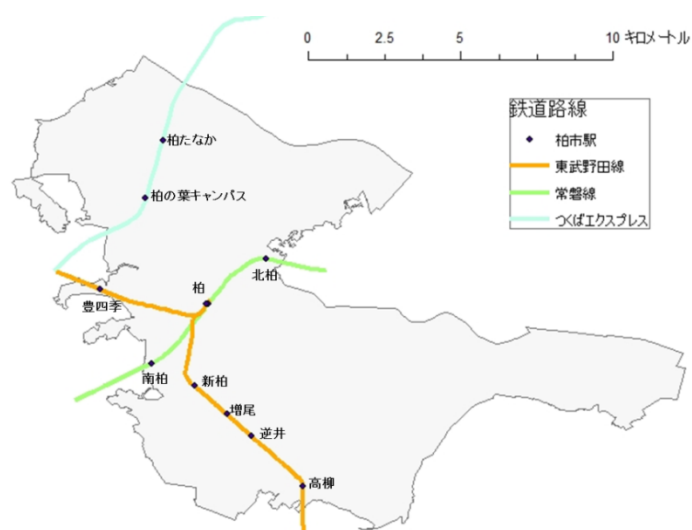 0 2.5 5 10 キロメートル
鉄道路線
柏市駅
東武野田線
常磐線
つくばエクスプレス
柏たなか
柏の葉キャンパス
北柏
柏
豊四季
南柏
新柏
増尾
逆井
高柳